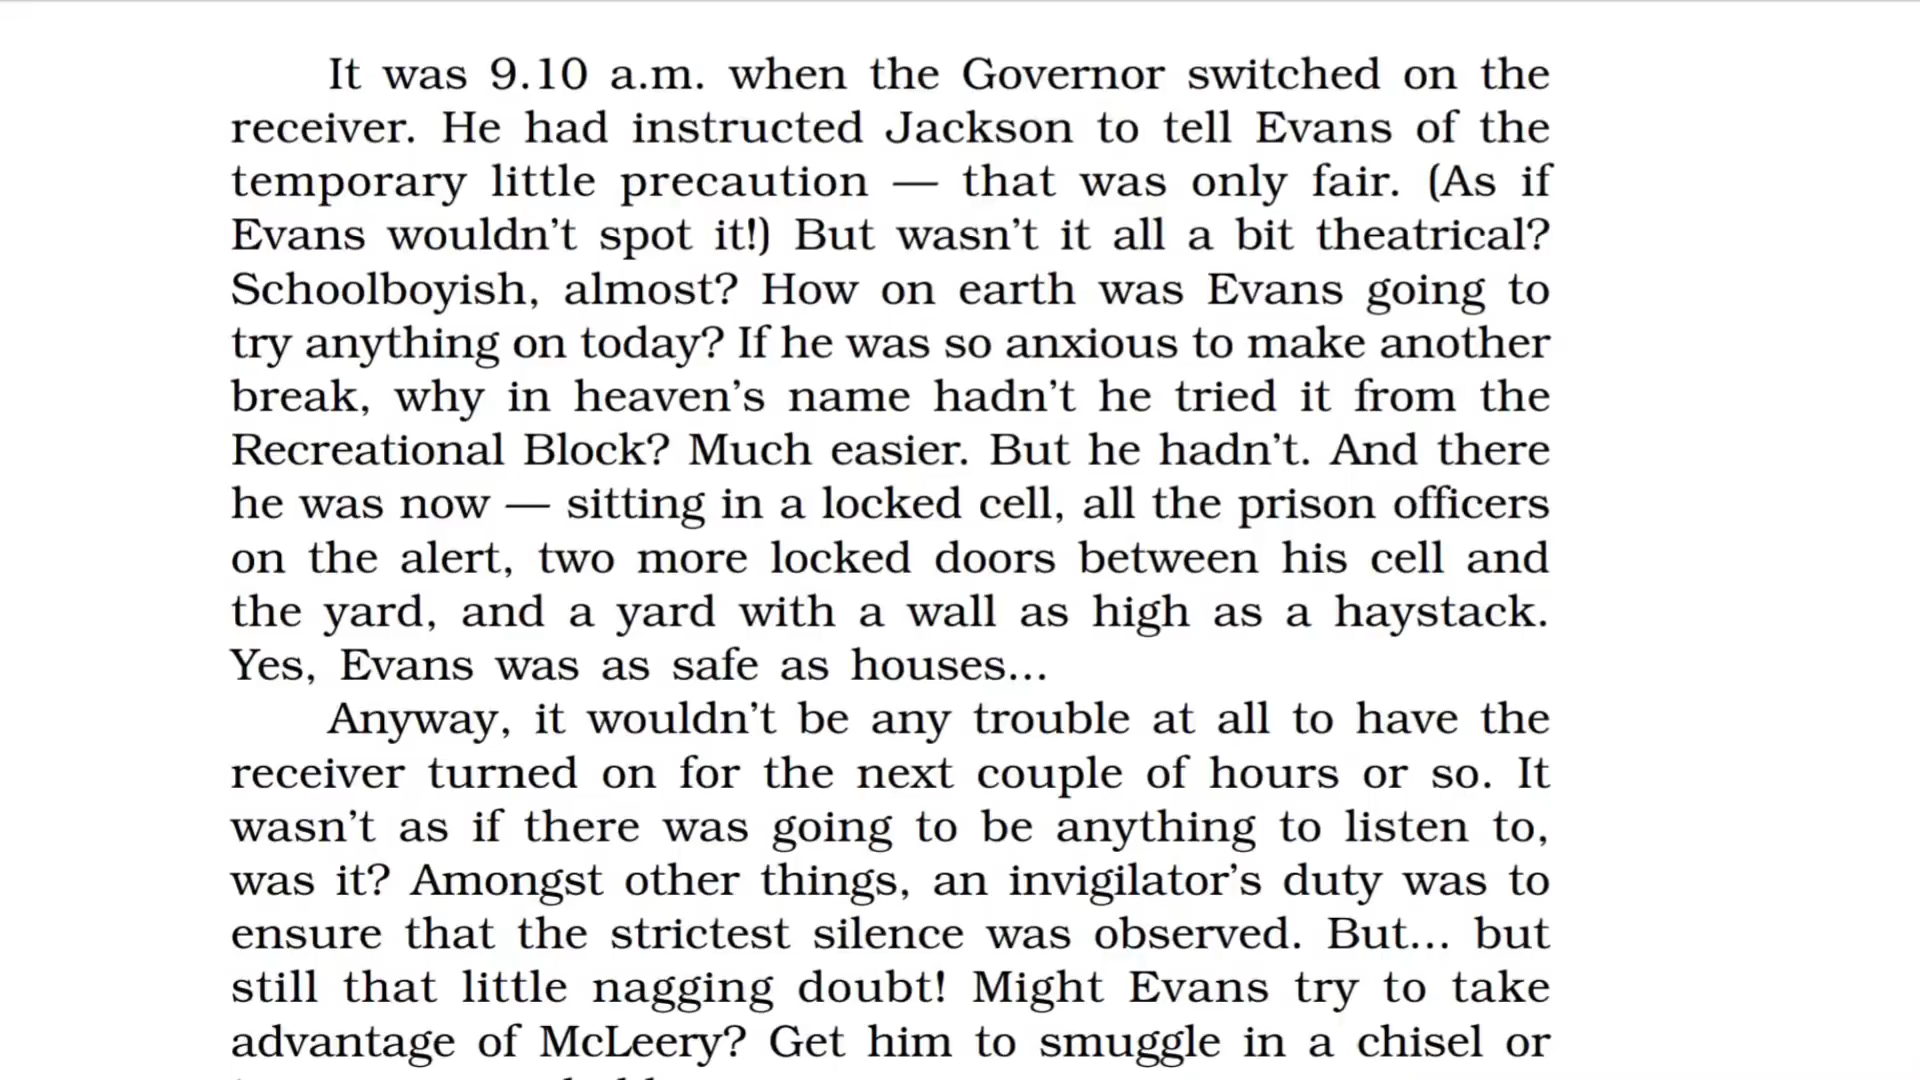 It was 9.10 a.m. when the Governor switched on the
receiver. He had instructed Jackson to tell Evans of the
temporary little precaution — that was only fair. (As if
Evans wouldn’t spot it!) But wasn’t it all a bit theatrical?
Schoolboyish, almost? How on earth was Evans going to
try anything on today? If he was so anxious to make another
break, why in heaven’s name hadn’t he tried it from the
Recreational Block? Much easier. But he hadn’t. And there
he was now — sitting in a locked cell, all the prison officers
on the alert, two more locked doors between his cell and
the yard, and a yard with a wall as high as a haystack.
Yes, Evans was as safe as houses...
Anyway, it wouldn’t be any trouble at all to have the
receiver turned on for the next couple of hours or so. It
wasn’t as if there was going to be anything to listen to,
was it? Amongst other things, an invigilator’s duty was to
ensure that the strictest silence was observed. But... but
still that little nagging doubt! Might Evans try to take
advantage of McLeery? Get him to smuggle in a chisel or